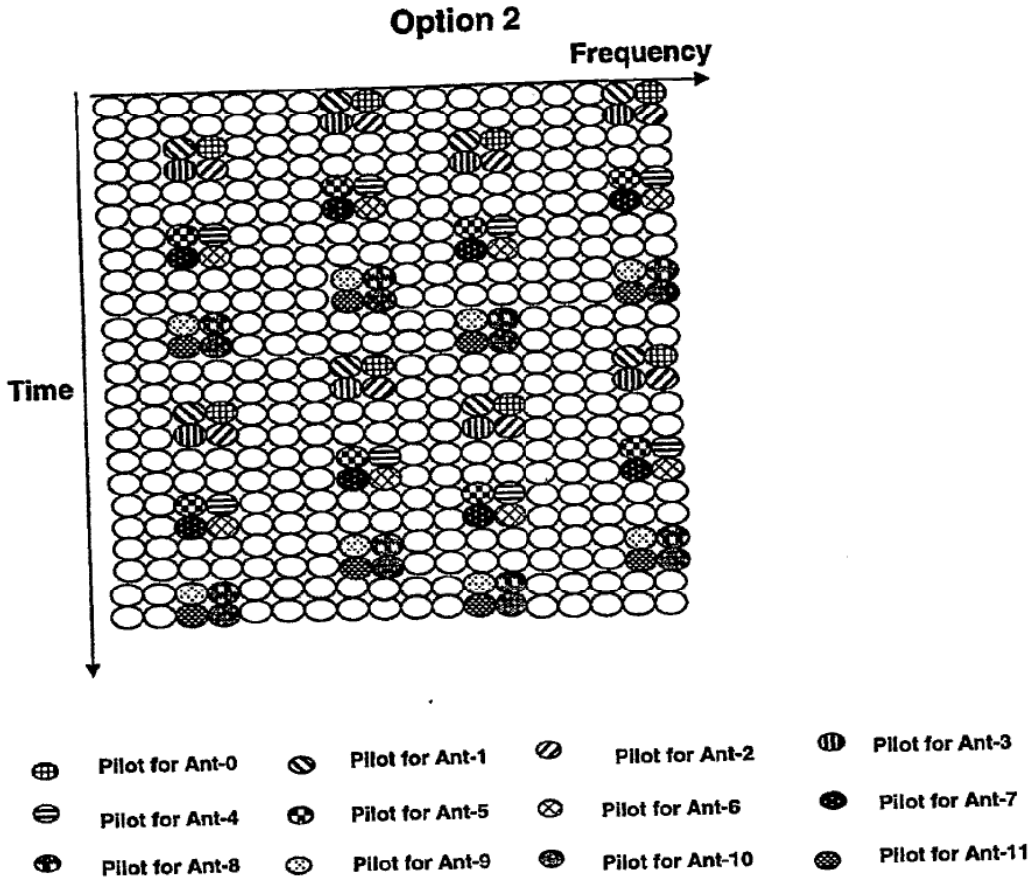 Option 2
Frequency
Time
Pilot for Ant-0
Pilot for Ant-1
Pilot for Ant-2
Pilot for Ant-3
Pilot for Ant-4
Pilot for Ant-5
Pilot for Ant-6
Pilot for Ant-7
Pilot for Ant-8
Pilot for Ant-9
Pilot for Ant-10
Pilot for Ant-11